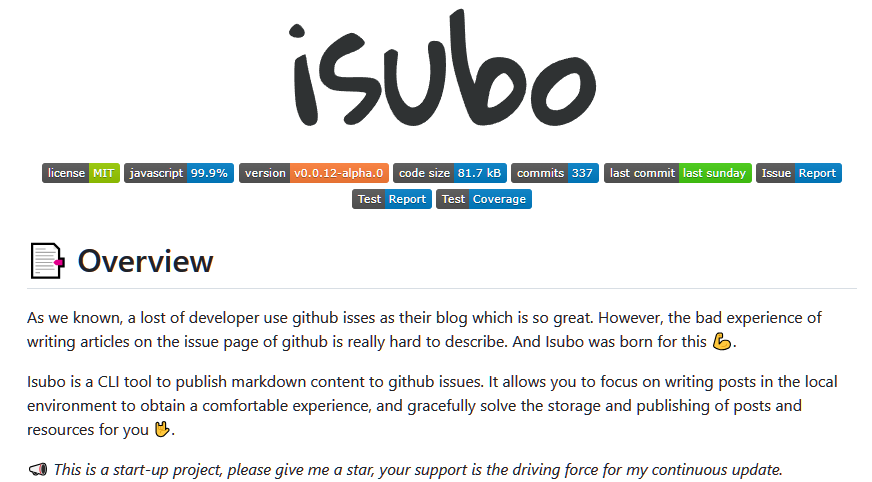 isubo
license MIT javascript 99.9% version v0.0.12-alpha.0 code size 81.7 kB commits 337 last commit last sunday Issue Report
Test Report Test Coverage
Overview
As we known, a lost of developer use github isses as their blog which is so great. However, the bad experience of
writing articles on the issue page of github is really hard to describe. And Isubo was born for this 💪.
Isubo is a CLI tool to publish markdown content to github issues. It allows you to focus on writing posts in the local
environment to obtain a comfortable experience, and gracefully solve the storage and publishing of posts and
resources for you 🤟.
📢 This is a start-up project, please give me a star, your support is the driving force for my continuous update.